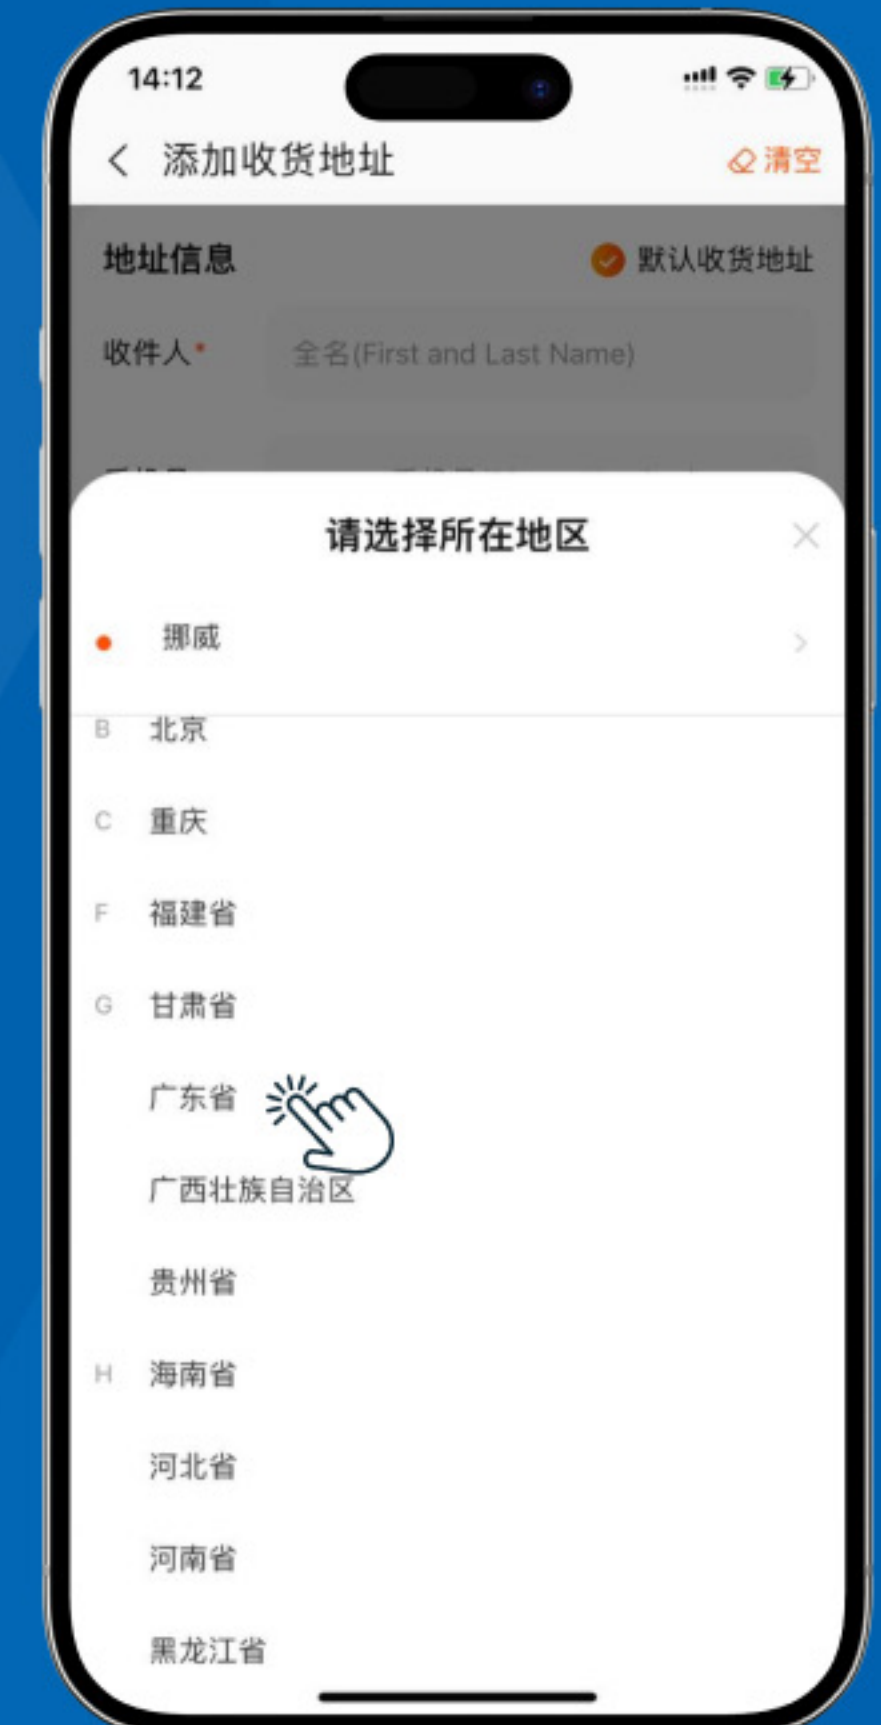 14:12
添加收货地址
清空
地址信息
默认收货地址
收件人*
全名(First and Last Name)
请选择所在地区
挪威
B 北京
C 重庆
F 福建省
G 甘肃省
广东省
广西壮族自治区
贵州省
H 海南省
河北省
河南省
黑龙江省